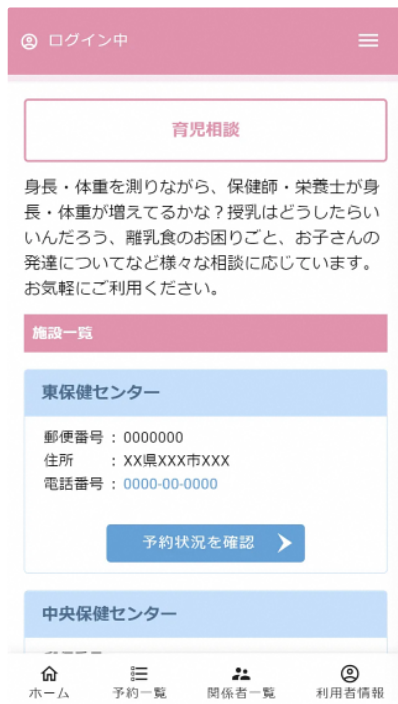 ログイン中
育児相談
身長・体重を測りながら、保健師・栄養士が身
長・体重が増えてるかな？授乳はどうしたらい
いんだろう、離乳食のお困りごと、お子さんの
発達についてなど様々な相談に応じています。
お気軽にご利用ください。
施設一覧
東保健センター
郵便番号 : 0000000
住所 : XX県XXX市XXX
電話番号 : 0000-00-0000
予約状況を確認
中央保健センター
ホーム 予約一覧 関係者一覧 利用者情報